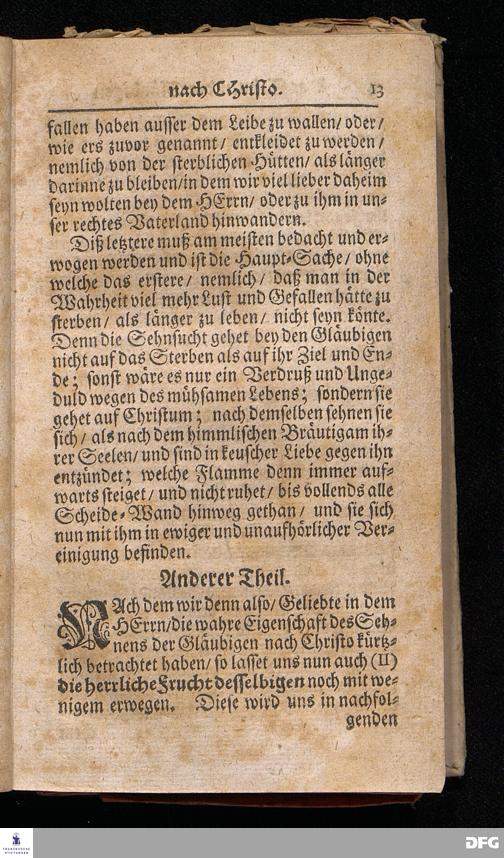 nach CHristo. 13
fallen haben ausser dem Leibe zu wallen/ oder/
wie ers zuvor genannt/ entkleidet zu werden/
nemlich von der sterblichen Hütten/ als länger
darinne zu bleiben/ in dem wir viel lieber daheim
seyn wolten bey dem HErrn/ oder zu ihm in un-
ser rechtes Vaterland hinwandern.
Diß letztere muß am meisten bedacht und er-
wogen werden und ist die Haupt-Sache/ ohne
welche das erstere/ nemlich/ daß man in der
Wahrheit viel mehr Lust und Gefallen hätte zu
sterben/ als länger zu leben/ nicht seyn könte.
Denn die Sehnsucht gehet bey den Gläubigen
nicht auf das Sterben als auf ihr Ziel und En-
de; sonst wäre es nur ein Verdruß und Unge-
duld wegen des mühsamen Lebens; sondern sie
gehet auf Christum; nach demselben sehnen sie
sich/ als nach dem himmlischen Bräutigam ih-
rer Seelen/ und sind in keuscher Liebe gegen ihn
entzündet; welche Flamme denn immer auf-
warts steiget/ und nicht ruhet/ bis vollends alle
Scheide-Wand hinweg gethan/ und sie sich
nun mit ihm in ewiger und unaufhörlicher Ver-
einigung befinden.
Anderer Theil.
NAch dem wir denn also/ Geliebte in dem
HErrn/ die wahre Eigenschaft des Seh-
nens der Gläubigen nach Christo kürtz-
lich betrachtet haben/ so lasset uns nun auch (II)
die herrliche Frucht desselbigen noch mit we-
nigem erwegen. Diese wird uns in nachfol-
genden
FRANCKESCHE STIFTUNGEN
DFG